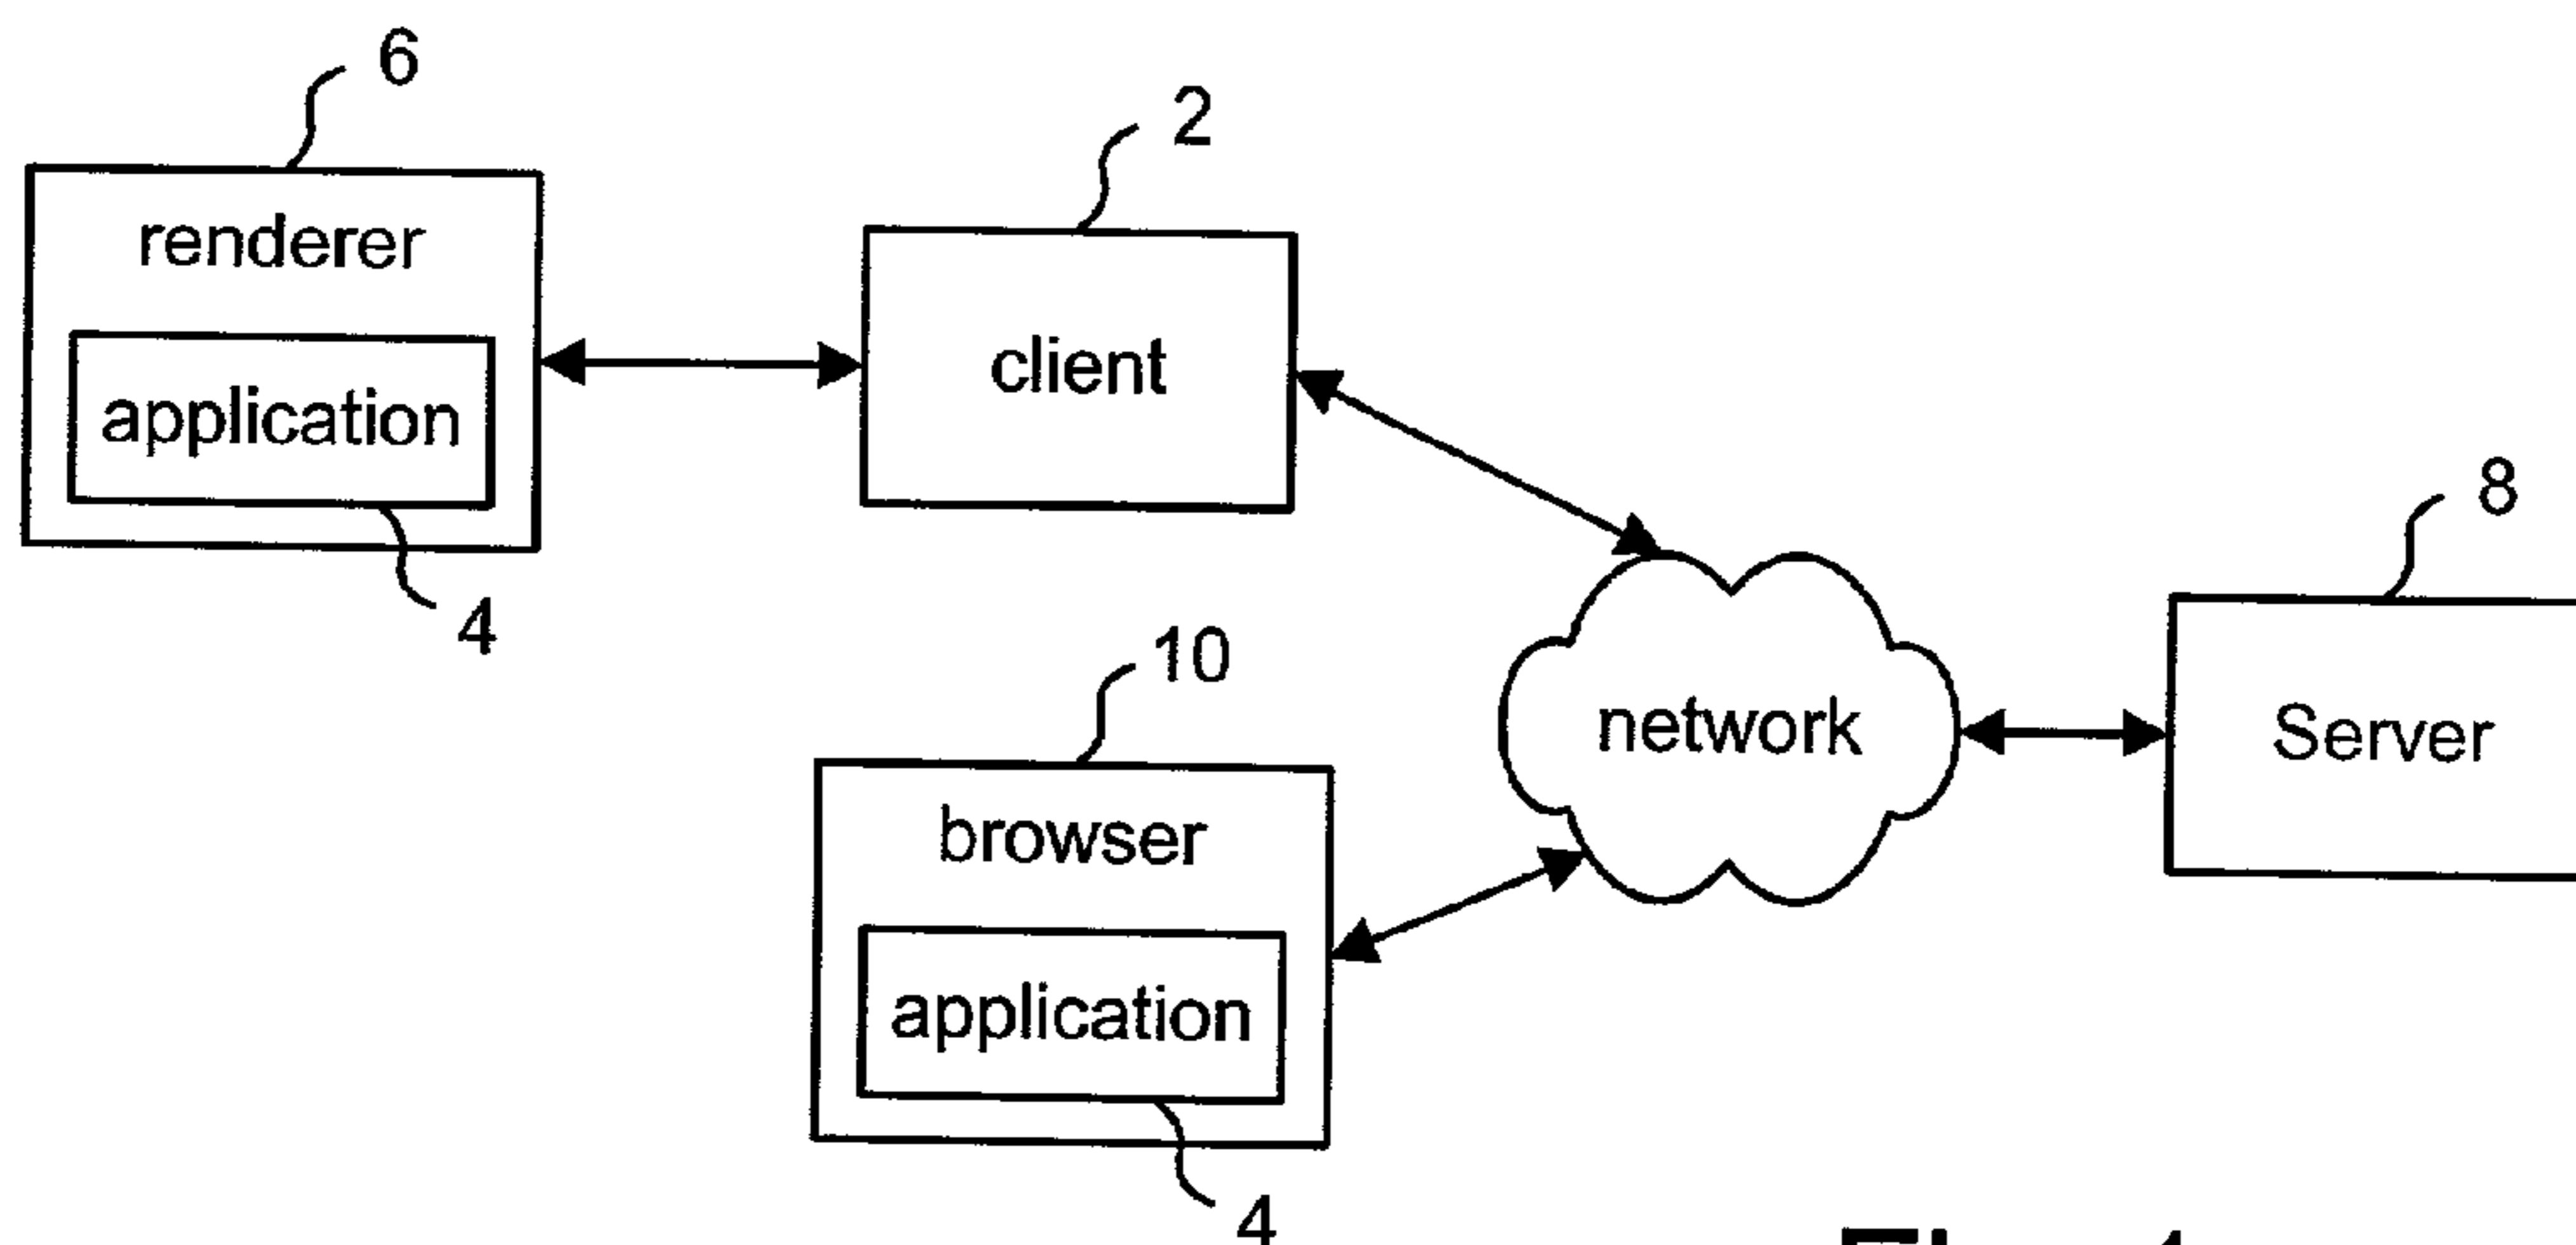 6
2
renderer
client
application
8
4
10
network
Server
browser
application
4